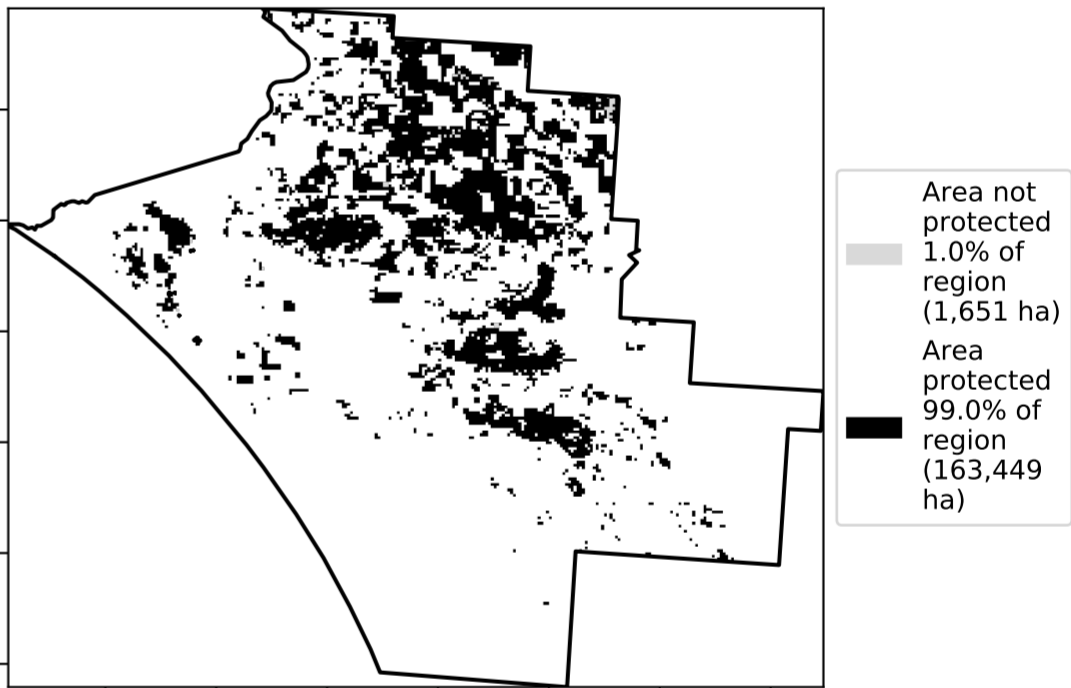 Area not
protected
1.0% of
region
(1,651 ha)
Area
protected
99.0% of
region
(163,449
ha)